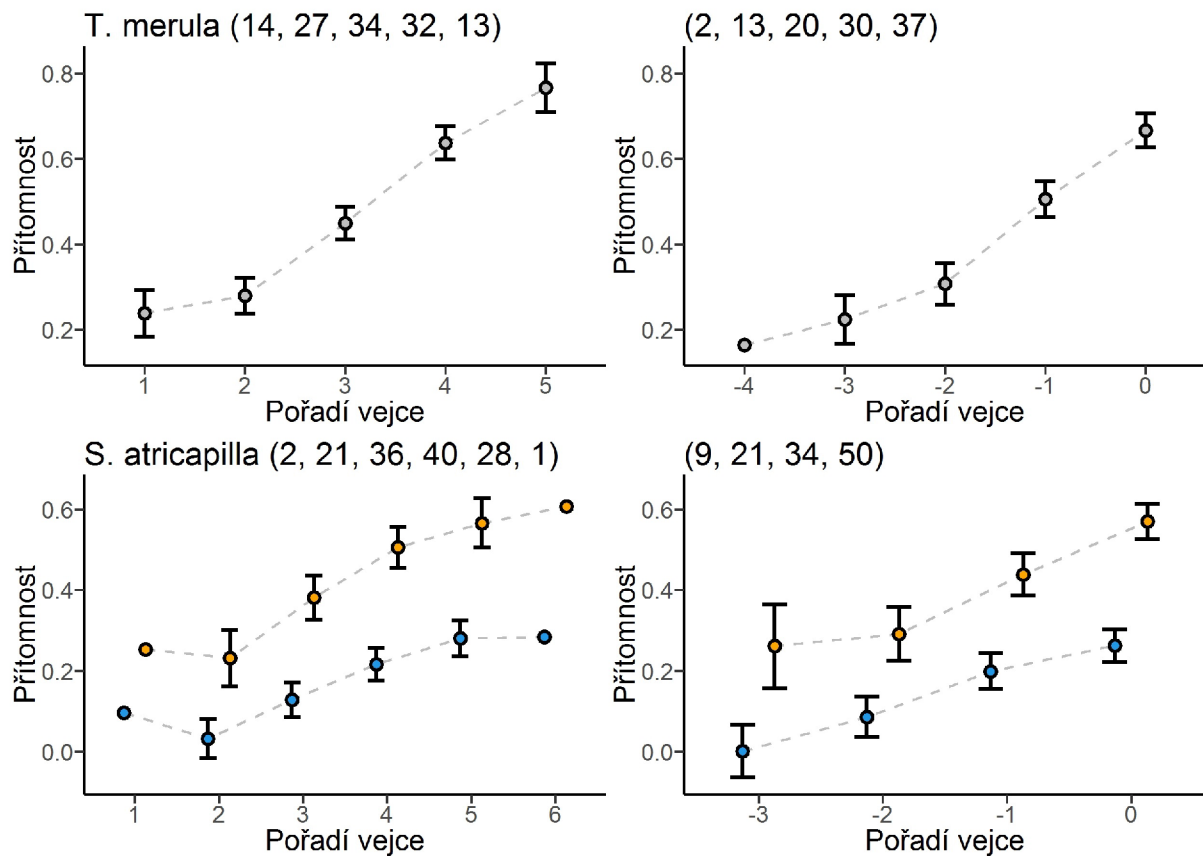 T. merula (14, 27, 34, 32, 13)
Přítomnost
0.8
0.6
0.4
0.2
1 2 3 4 5
Pořadí vejce
(2, 13, 20, 30, 37)
Přítomnost
0.8
0.6
0.4
0.2
-4 -3 -2 -1 0
Pořadí vejce
S. atricapilla (2, 21, 36, 40, 28, 1)
Přítomnost
0.6
0.4
0.2
0.0
1 2 3 4 5 6
Pořadí vejce
(9, 21, 34, 50)
Přítomnost
0.6
0.4
0.2
0.0
-3 -2 -1 0
Pořadí vejce